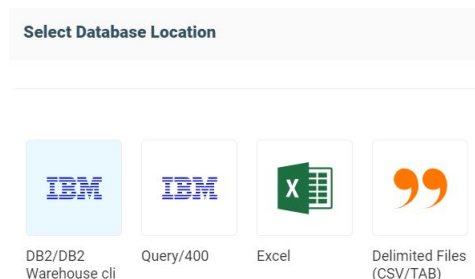 Select Database Location
IBM
IBM
X
DB2/DB2
Warehouse cli
Query/400
Excel
Delimited Files
(CSV/TAB)